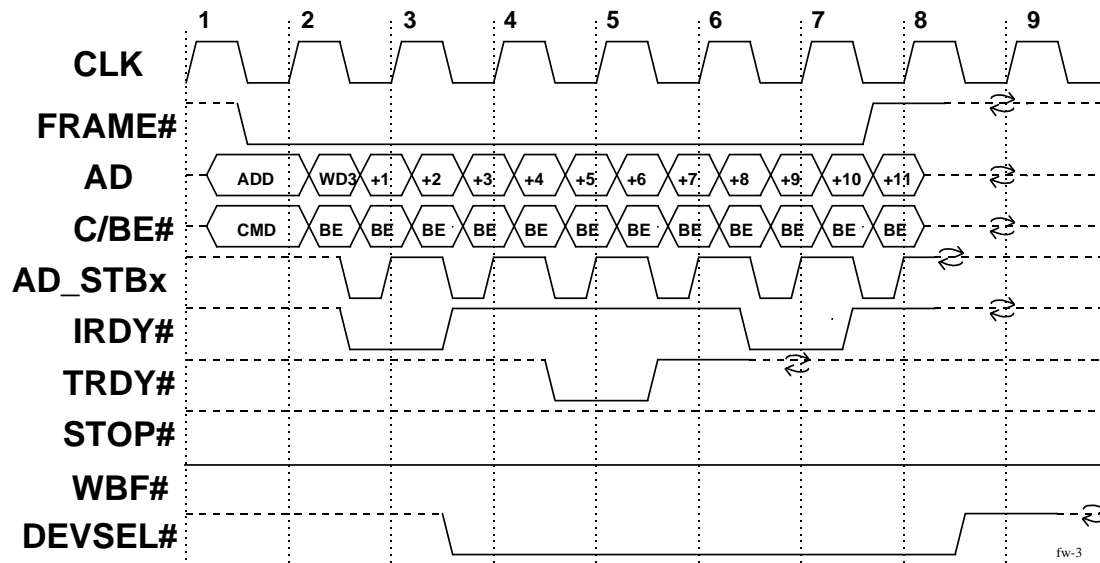 1 2 3 4 5 6 7 8 9
CLK
FRAME#
AD ADD WD3 +1 +2 +3 +4 +5 +6 +7 +8 +9 +10 +11
C/BE# CMD BE BE BE BE BE BE BE BE BE BE BE BE
AD_STBx
IRDY#
TRDY#
STOP#
WBF#
DEVSEL#
fw-3